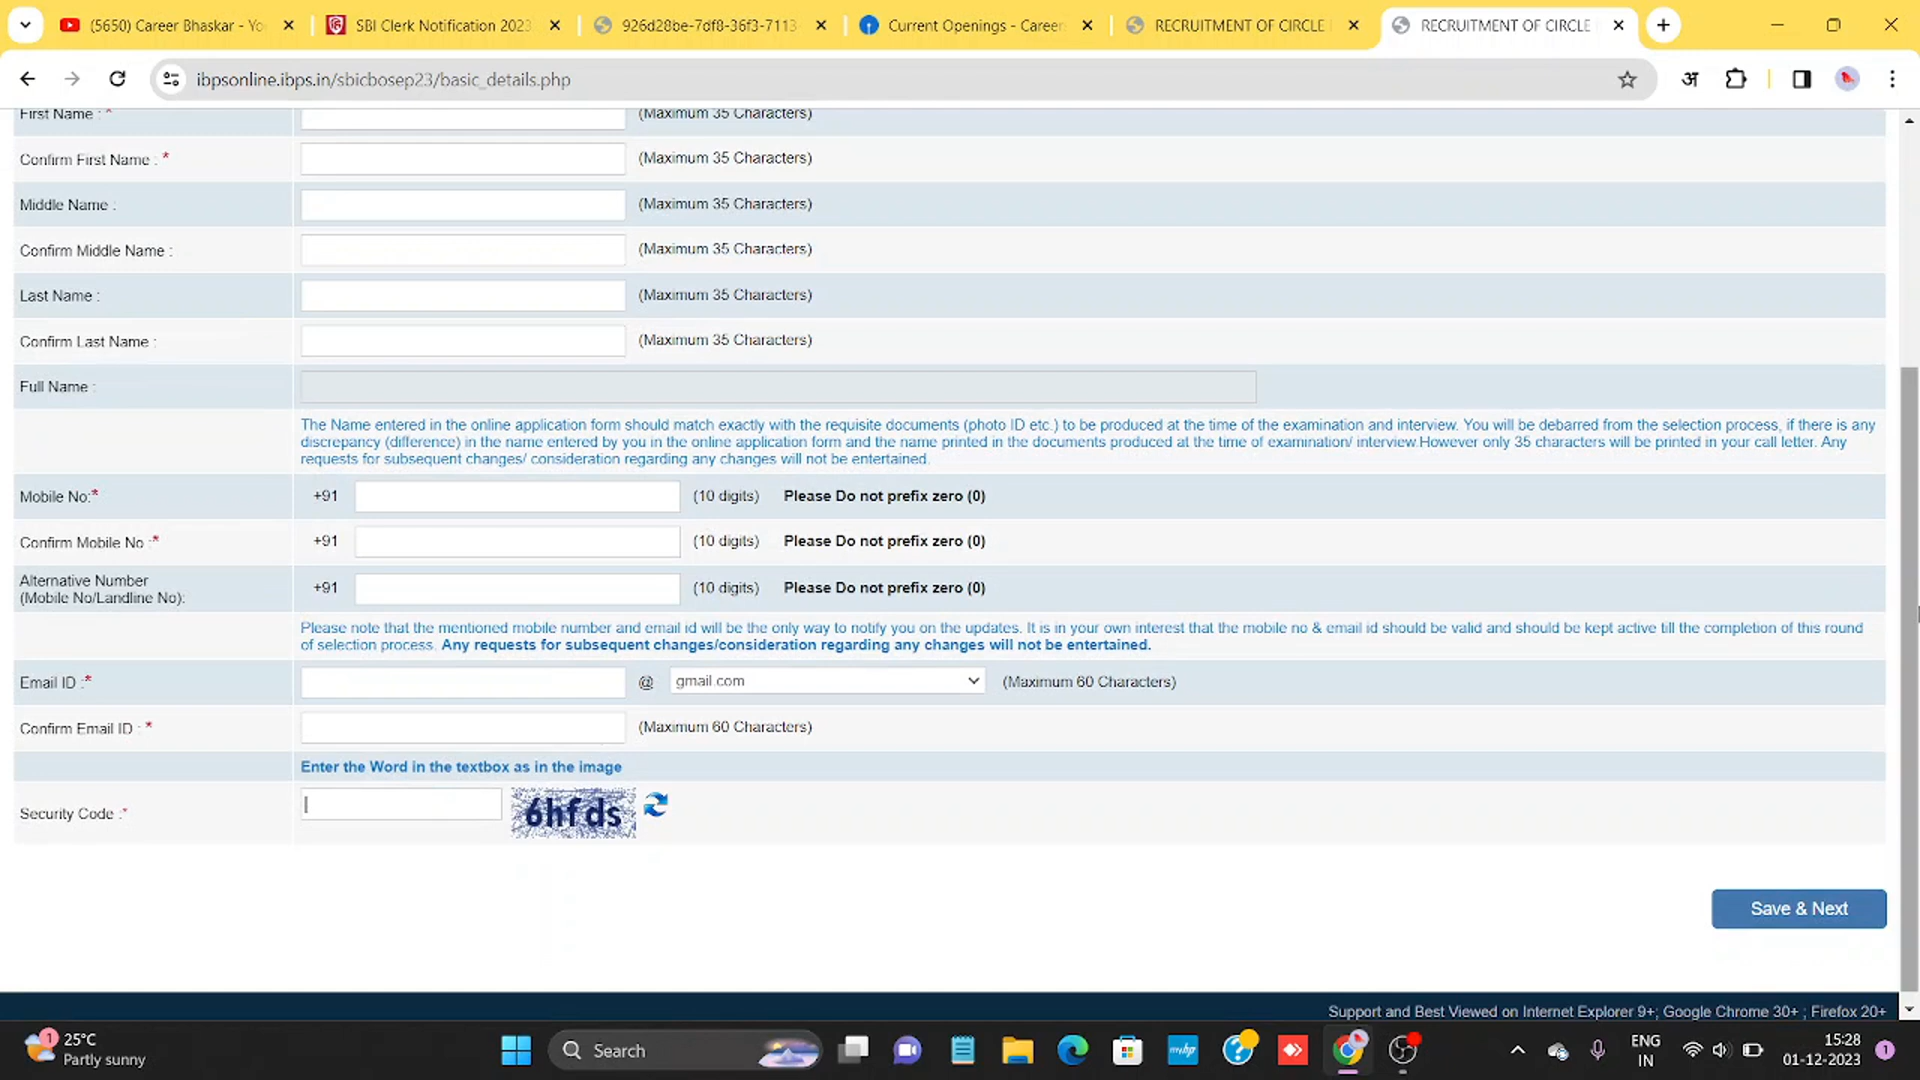 (5650) Career Bhaskar - Yo
SBI Clerk Notification 2023
926d28be-7df8-36f3-7113-
Current Openings - Career
RECRUITMENT OF CIRCLE
RECRUITMENT OF CIRCLE
ibpsonline.ibps.in/sbicbosep23/basic_details.php
अ
First Name : * (Maximum 35 Characters)
Confirm First Name : * (Maximum 35 Characters)
Middle Name : (Maximum 35 Characters)
Confirm Middle Name : (Maximum 35 Characters)
Last Name : (Maximum 35 Characters)
Confirm Last Name : (Maximum 35 Characters)
Full Name :
The Name entered in the online application form should match exactly with the requisite documents (photo ID etc.) to be produced at the time of the examination and interview. You will be debarred from the selection process, if there is any
discrepancy (difference) in the name entered by you in the online application form and the name printed in the documents produced at the time of examination/ interview.However only 35 characters will be printed in your call letter. Any
requests for subsequent changes/ consideration regarding any changes will not be entertained.
Mobile No:* +91 (10 digits) Please Do not prefix zero (0)
Confirm Mobile No :* +91 (10 digits) Please Do not prefix zero (0)
Alternative Number
(Mobile No/Landline No): +91 (10 digits) Please Do not prefix zero (0)
Please note that the mentioned mobile number and email id will be the only way to notify you on the updates. It is in your own interest that the mobile no & email id should be valid and should be kept active till the completion of this round
of selection process. Any requests for subsequent changes/consideration regarding any changes will not be entertained.
Email ID :* @ gmail.com (Maximum 60 Characters)
Confirm Email ID : * (Maximum 60 Characters)
Enter the Word in the textbox as in the image
Security Code :* 6hfds
Save & Next
Support and Best Viewed on Internet Explorer 9+; Google Chrome 30+ ; Firefox 20+
1
25°C
Partly sunny
Search
myhp
ENG
IN
15:28
01-12-2023
1